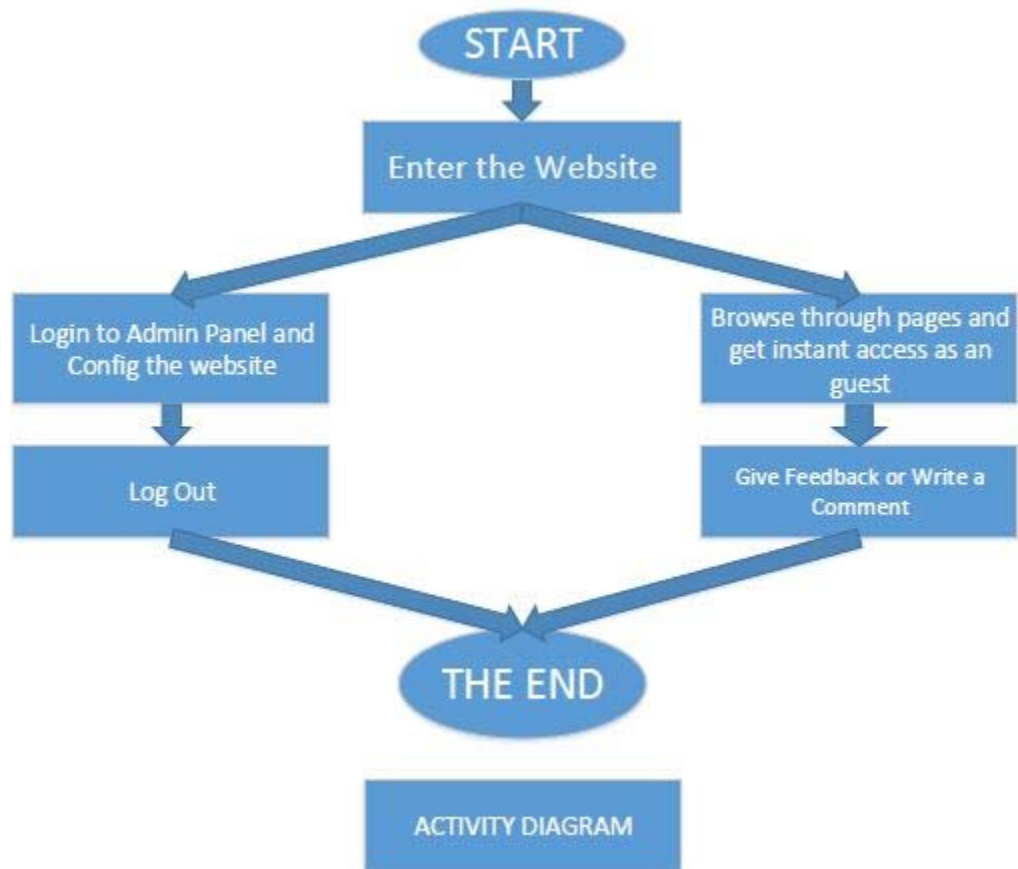 START
Enter the Website
Login to Admin Panel and
Config the website
Browse through pages and
get instant access as an
guest
Log Out
Give Feedback or Write a
Comment
THE END
ACTIVITY DIAGRAM